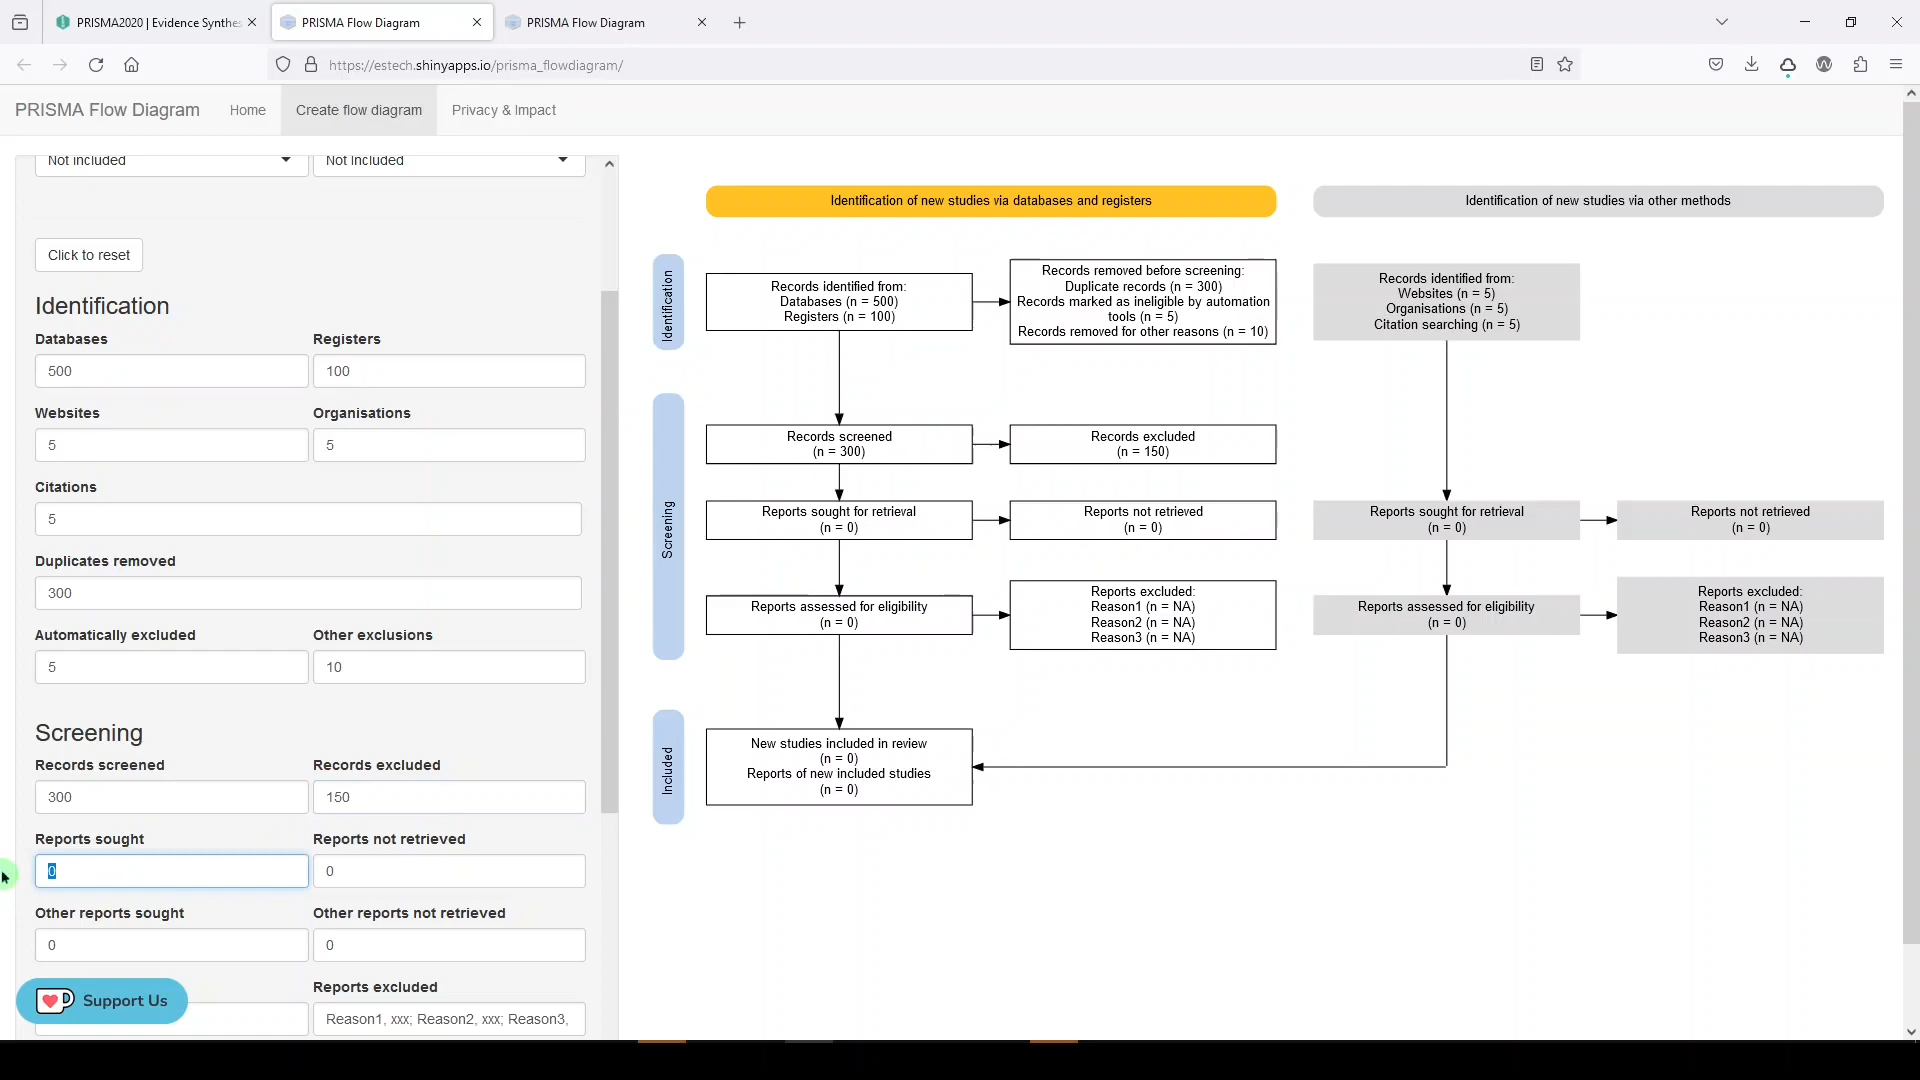 PRISMA2020 | Evidence Synthes
PRISMA Flow Diagram
PRISMA Flow Diagram
https://estech.shinyapps.io/prisma_flowdiagram/
PRISMA Flow Diagram
Home
Create flow diagram
Privacy & Impact
Not included
Not Included
Click to reset
Identification
Databases
Registers
500
100
Websites
Organisations
5
5
Citations
5
Duplicates removed
300
Automatically excluded
Other exclusions
5
10
Screening
Records screened
Records excluded
300
150
Reports sought
Reports not retrieved
0
0
Other reports sought
Other reports not retrieved
0
0
Reports excluded
Reason1, xxx; Reason2, xxx; Reason3,
Support Us
Identification of new studies via databases and registers
Identification of new studies via other methods
Identification
Records identified from:
Databases (n = 500)
Registers (n = 100)
Records removed before screening:
Duplicate records (n = 300)
Records marked as ineligible by automation
tools (n = 5)
Records removed for other reasons (n = 10)
Records identified from:
Websites (n = 5)
Organisations (n = 5)
Citation searching (n = 5)
Screening
Records screened
(n = 300)
Records excluded
(n = 150)
Reports sought for retrieval
(n = 0)
Reports not retrieved
(n = 0)
Reports sought for retrieval
(n = 0)
Reports not retrieved
(n = 0)
Reports assessed for eligibility
(n = 0)
Reports excluded:
Reason1 (n = NA)
Reason2 (n = NA)
Reason3 (n = NA)
Reports assessed for eligibility
(n = 0)
Reports excluded:
Reason1 (n = NA)
Reason2 (n = NA)
Reason3 (n = NA)
Included
New studies included in review
(n = 0)
Reports of new included studies
(n = 0)